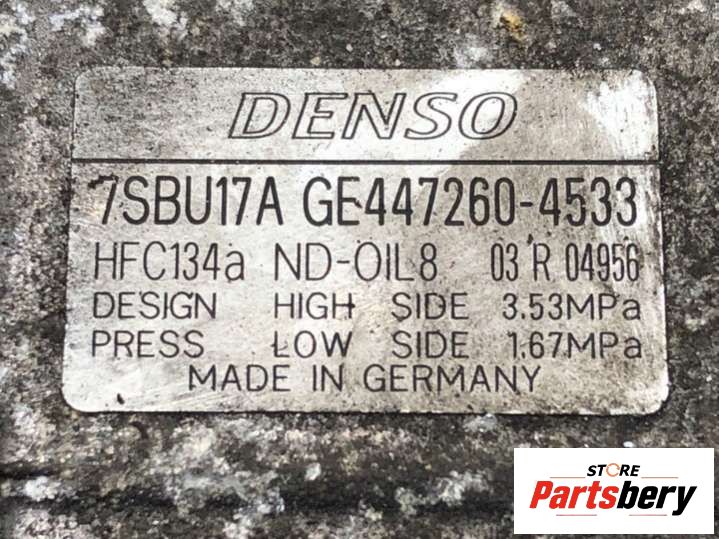 DENSO
7SBU17A GE447260-4533
HFC134a ND-OIL8 03 R 04956
DESIGN HIGH SIDE 3.53MPa
PRESS LOW SIDE 1.67MPa
MADE IN GERMANY
STORE
Partsbery